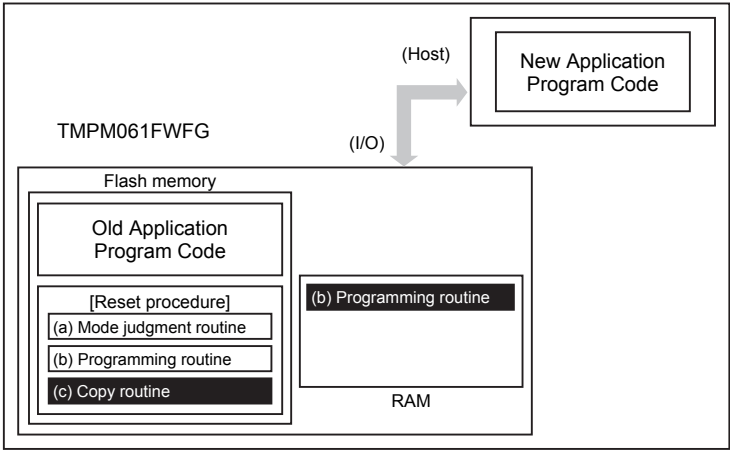 (Host)
New Application
Program Code
TMPM061FWFG
(I/O)
Flash memory
Old Application
Program Code
[Reset procedure]
(a) Mode judgment routine
(b) Programming routine
(c) Copy routine
(b) Programming routine
RAM